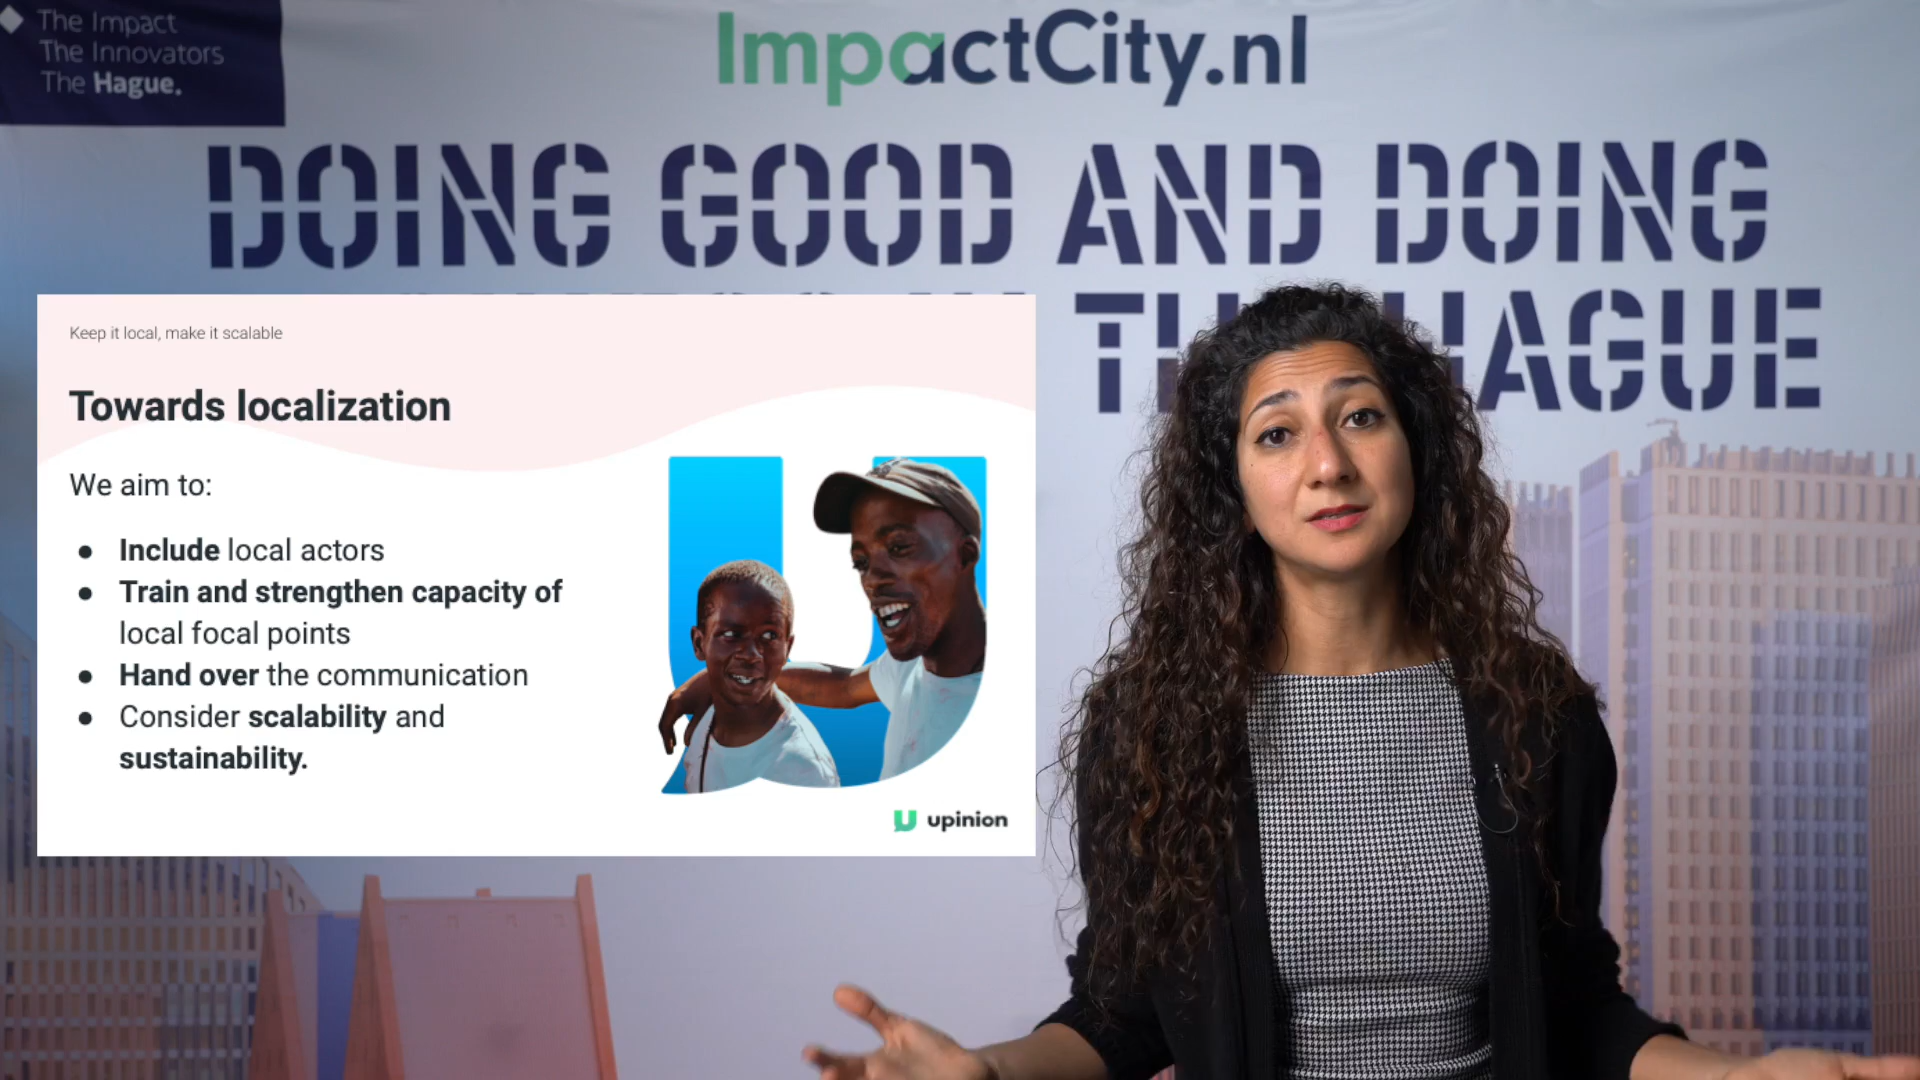 The Impact
The Innovators
The Hague.
ImpactCity.nl
DOING GOOD AND DOING
HAGUE
Keep it local, make it scalable
Towards localization
We aim to:
● Include local actors
● Train and strengthen capacity of
local focal points
● Hand over the communication
● Consider scalability and
sustainability.
upinion